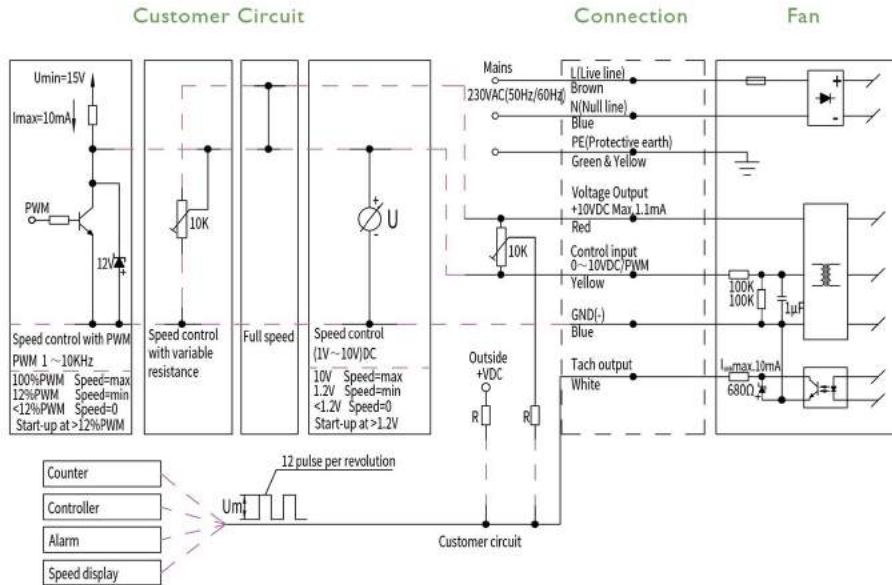 Customer Circuit
Connection
Fan
Umin=15V
Imax=10mA
PWM
12V
Speed control with PWM
PWM 1 ~10KHz
100%PWM Speed=max
12%PWM Speed=min
<12%PWM Speed=0
Start-up at >12%PWM
10K
Speed control
with variable
resistance
Full speed
+
U
-
Speed control
(1V~10V)DC
10V Speed=max
1.2V Speed=min
<1.2V Speed=0
Start-up at >1.2V
Mains
230VAC(50Hz/60Hz)
10K
Outside
+VDC
R
R
L(Live line)
Brown
N(Null line)
Blue
PE(Protective earth)
Green & Yellow
Voltage Output
+10VDC Max.1.1mA
Red
Control input
0~10VDC/PWM
Yellow
GND(-)
Blue
Tach output
White
+
-
100K
100K
1μF
max.10mA
680Ω
+
Counter
Controller
Alarm
Speed display
12 pulse per revolution
Um
Customer circuit